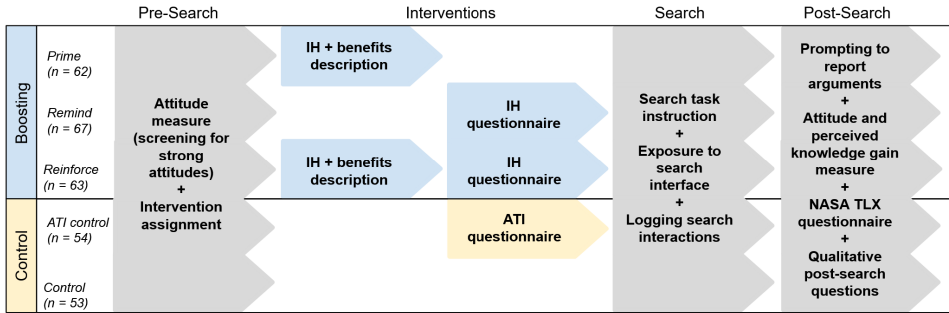 Pre-Search
Interventions
Search
Post-Search
Boosting
Prime
(n = 62)
Remind
(n = 67)
Reinforce
(n = 63)
Control
ATI control
(n = 54)
Control
(n = 53)
Attitude
measure
(screening for
strong
attitudes)
+
Intervention
assignment
IH + benefits
description
IH
questionnaire
IH + benefits
description
IH
questionnaire
ATI
questionnaire
Search task
instruction
+
Exposure to
search
interface
+
Logging search
interactions
Prompting to
report
arguments
+
Attitude and
perceived
knowledge gain
measure
+
NASA TLX
questionnaire
+
Qualitative
post-search
questions